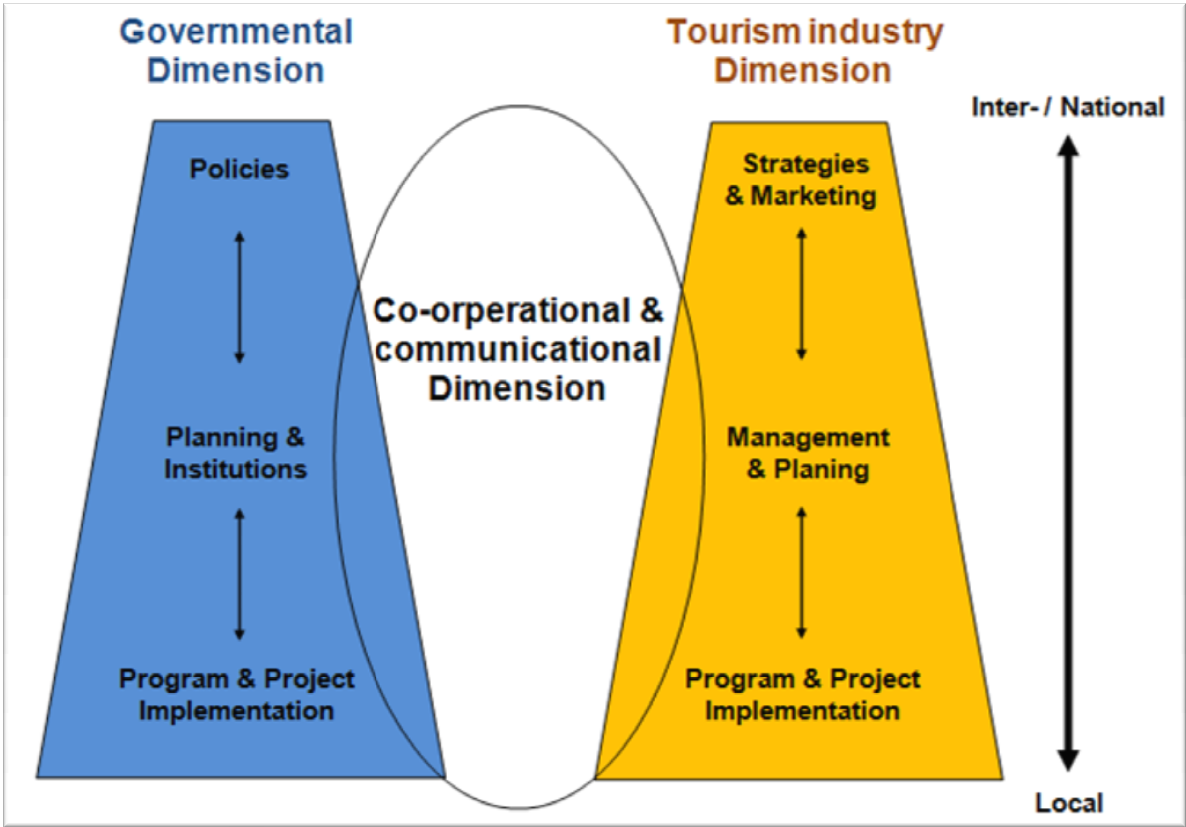 Governmental
Dimension
Tourism industry
Dimension
Inter- / National
Policies
Strategies
& Marketing
Co-orperational &
communicational
Dimension
Planning &
Institutions
Management
& Planing
Program & Project
Implementation
Program & Project
Implementation
Local